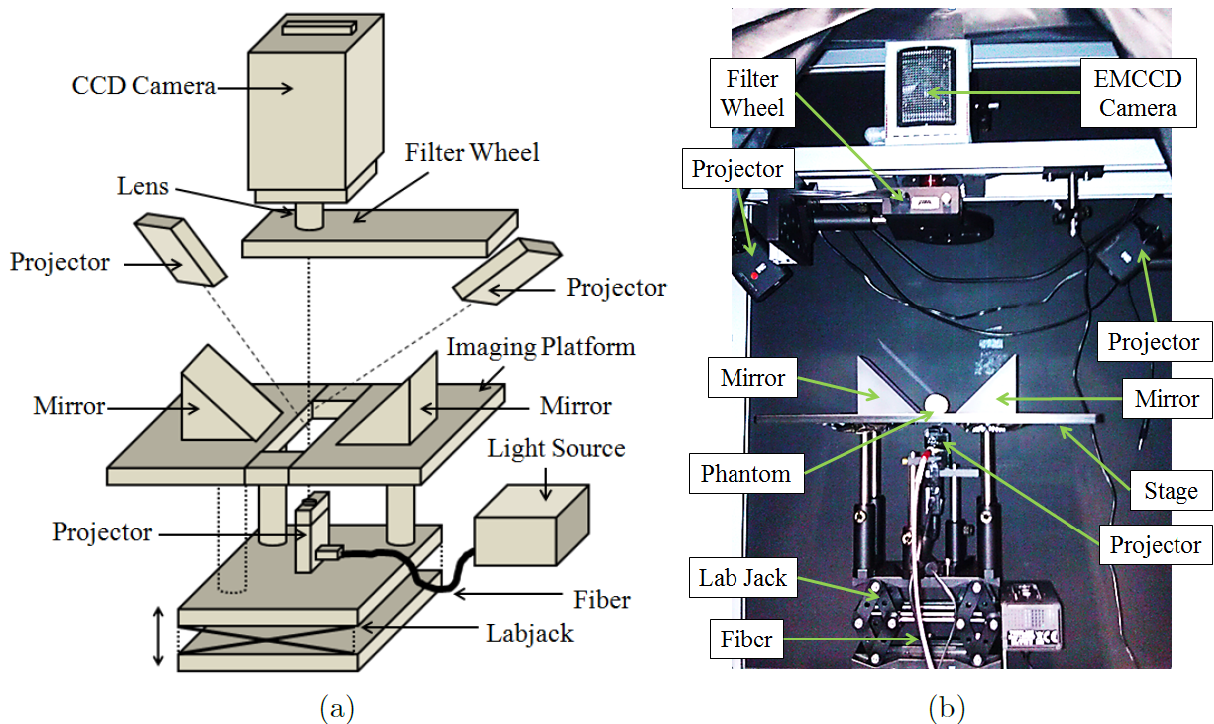 CCD Camera
Filter Wheel
Lens
Projector
Projector
Imaging Platform
Mirror
Mirror
Light Source
Projector
Fiber
Labjack
(a)
Filter
Wheel
EMCCD
Camera
Projector
Projector
Mirror
Mirror
Phantom
Stage
Projector
Lab Jack
Fiber
(b)